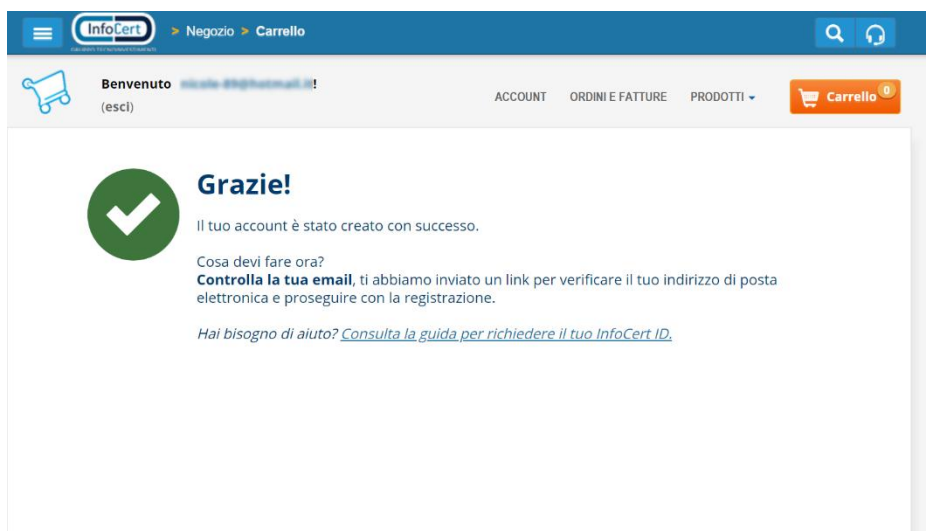 InfoCert > Negozio > Carrello
Benvenuto !
(esci)
ACCOUNT ORDINI E FATTURE PRODOTTI
Carrello 0
Grazie!
Il tuo account è stato creato con successo.
Cosa devi fare ora?
Controlla la tua email, ti abbiamo inviato un link per verificare il tuo indirizzo di posta
elettronica e proseguire con la registrazione.
Hai bisogno di aiuto? Consulta la guida per richiedere il tuo InfoCert ID.